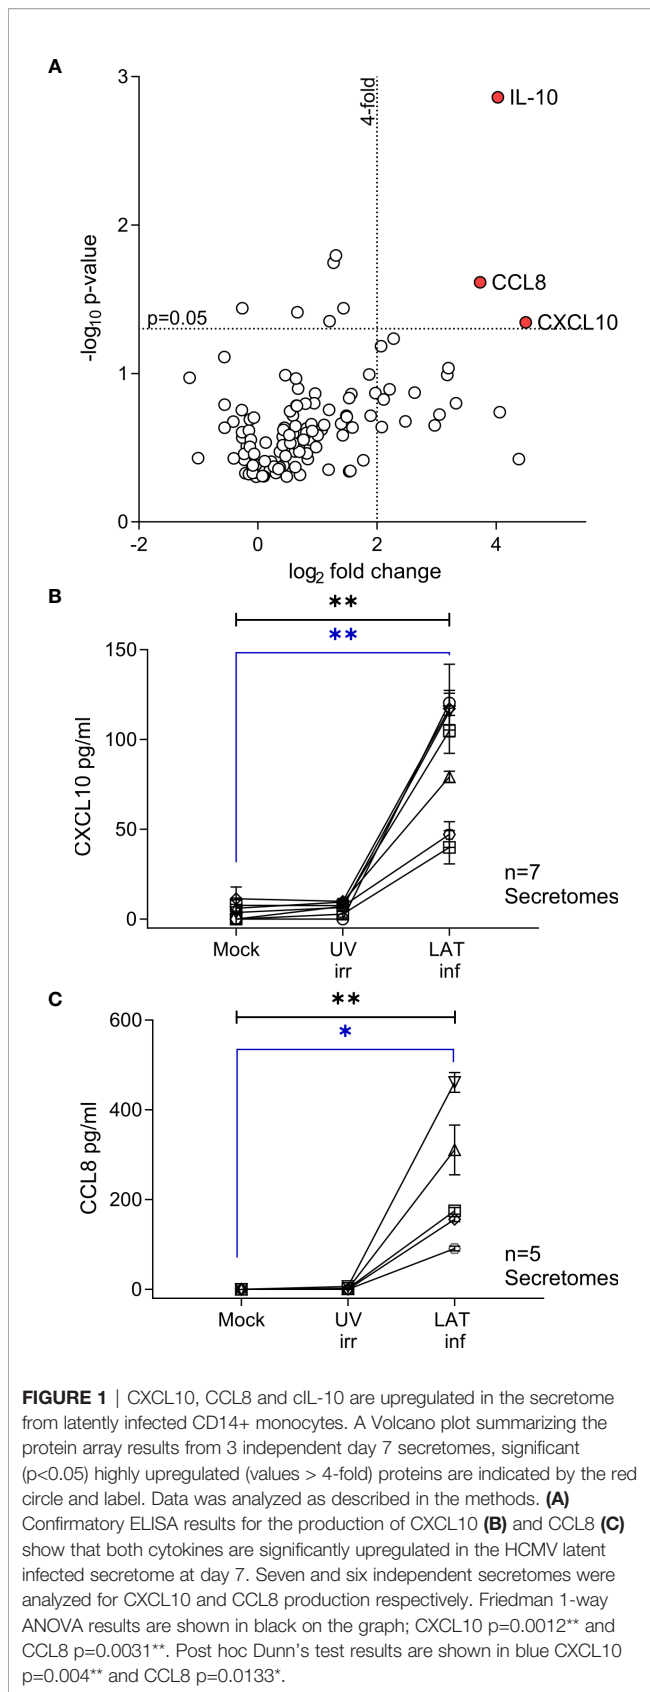 A
3
2
1
0
-log10 p-value
4-fold
IL-10
CCL8
p=0.05
CXCL10
-2
0
2
4
log2 fold change
B
**
**
150
100
50
0
CXCL10 pg/ml
n=7
Secretomes
Mock
UV
irr
LAT
inf
C
**
*
600
400
200
0
CCL8 pg/ml
n=5
Secretomes
Mock
UV
irr
LAT
inf
FIGURE 1 | CXCL10, CCL8 and cIL-10 are upregulated in the secretome
from latently infected CD14+ monocytes. A Volcano plot summarizing the
protein array results from 3 independent day 7 secretomes, significant
(p<0.05) highly upregulated (values > 4-fold) proteins are indicated by the red
circle and label. Data was analyzed as described in the methods. (A)
Confirmatory ELISA results for the production of CXCL10 (B) and CCL8 (C)
show that both cytokines are significantly upregulated in the HCMV latent
infected secretome at day 7. Seven and six independent secretomes were
analyzed for CXCL10 and CCL8 production respectively. Friedman 1-way
ANOVA results are shown in black on the graph; CXCL10 p=0.0012** and
CCL8 p=0.0031**. Post hoc Dunn's test results are shown in blue CXCL10
p=0.004** and CCL8 p=0.0133*.